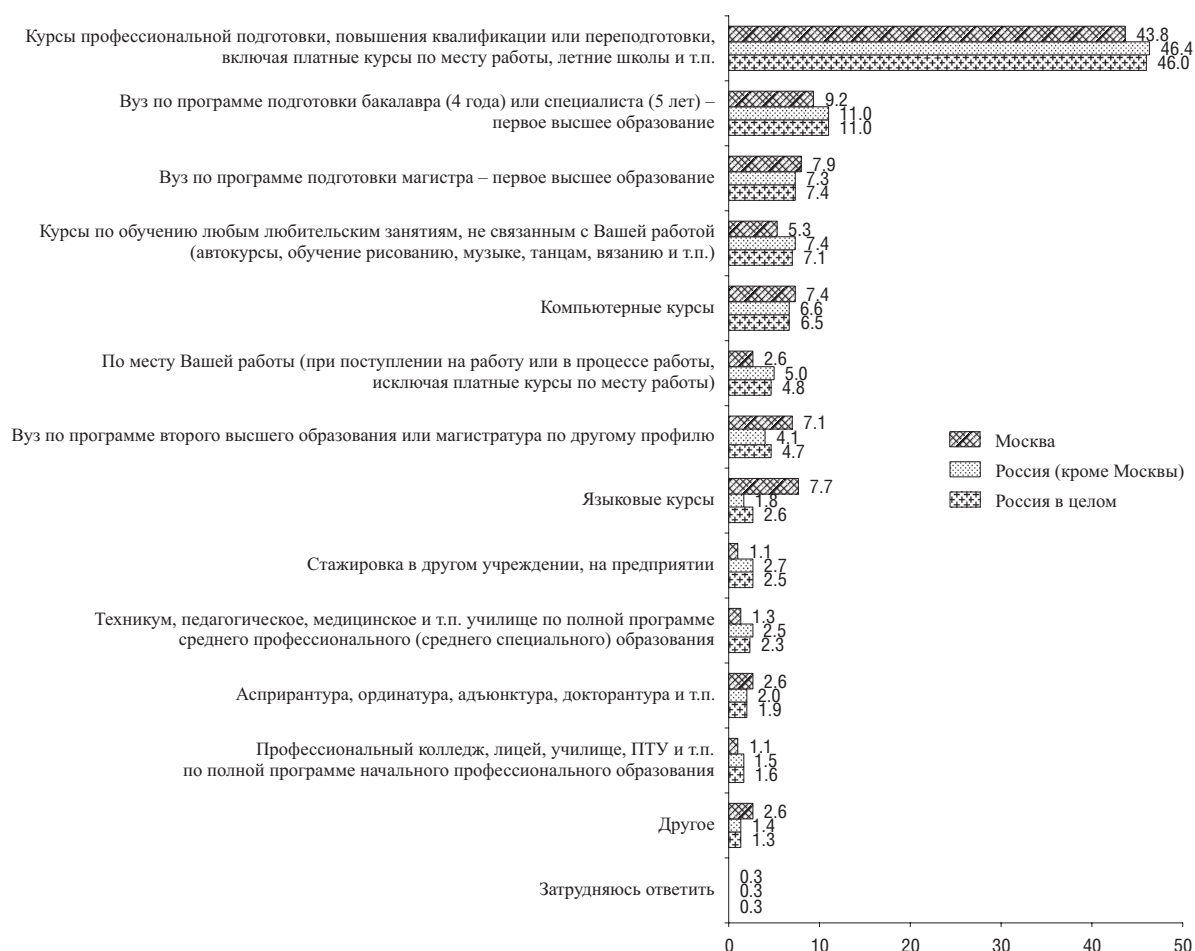 Курсы профессиональной подготовки, повышения квалификации или переподготовки,
включая платные курсы по месту работы, летние школы и т.п.
43.8
46.4
46.0
Вуз по программе подготовки бакалавра (4 года) или специалиста (5 лет) –
первое высшее образование
9.2
11.0
11.0
Вуз по программе подготовки магистра – первое высшее образование
7.9
7.3
7.4
Курсы по обучению любым любительским занятиям, не связанным с Вашей работой
(автокурсы, обучение рисованию, музыке, танцам, вязанию и т.п.)
5.3
7.4
7.1
Компьютерные курсы
7.4
6.6
6.5
По месту Вашей работы (при поступлении на работу или в процессе работы,
исключая платные курсы по месту работы)
2.6
5.0
4.8
Вуз по программе второго высшего образования или магистратура по другому профилю
7.1
4.1
4.7
Языковые курсы
7.7
1.8
2.6
Стажировка в другом учреждении, на предприятии
1.1
2.7
2.5
Техникум, педагогическое, медицинское и т.п. училище по полной программе
среднего профессионального (среднего специального) образования
1.3
2.5
2.3
Асприрантура, ординатура, адъюнктура, докторантура и т.п.
2.6
2.0
1.9
Профессиональный колледж, лицей, училище, ПТУ и т.п.
по полной программе начального профессионального образования
1.1
1.5
1.6
Другое
2.6
1.4
1.3
Затрудняюсь ответить
0.3
0.3
0.3
0 10 20 30 40 50
Москва
Россия (кроме Москвы)
Россия в целом